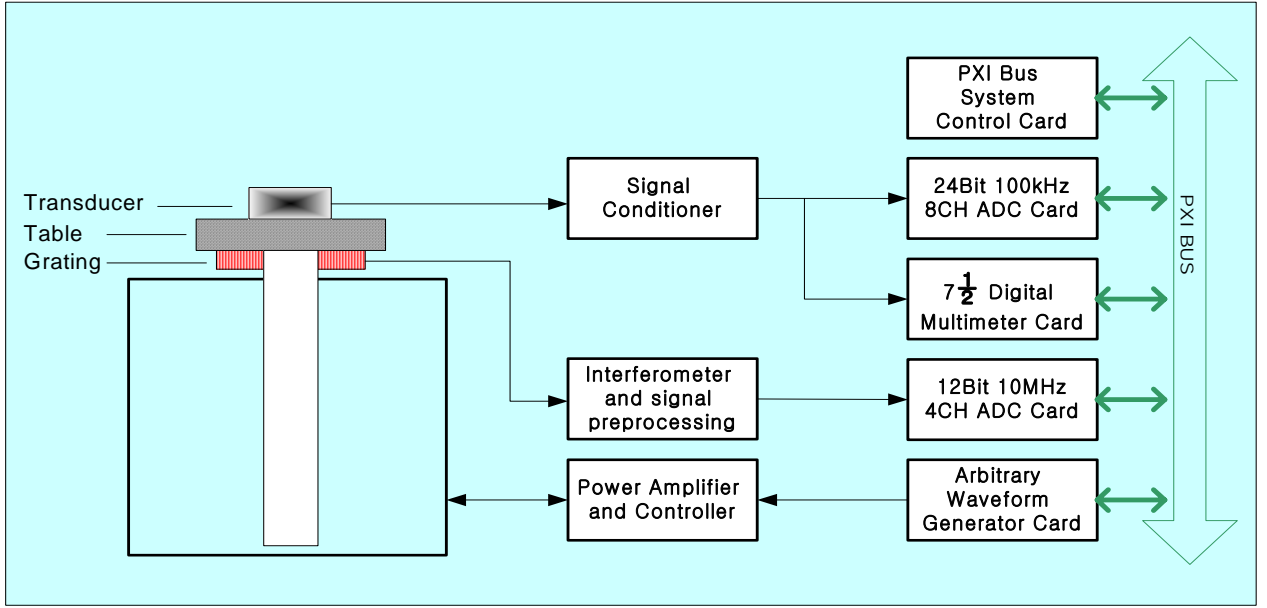 PXI Bus
System
Control Card
Transducer
Table
Grating
Signal
Conditioner
24Bit 100kHz
8CH ADC Card
PXI BUS
7 1/2 Digital
Multimeter Card
Interferometer
and signal
preprocessing
12Bit 10MHz
4CH ADC Card
Power Amplifier
and Controller
Arbitrary
Waveform
Generator Card